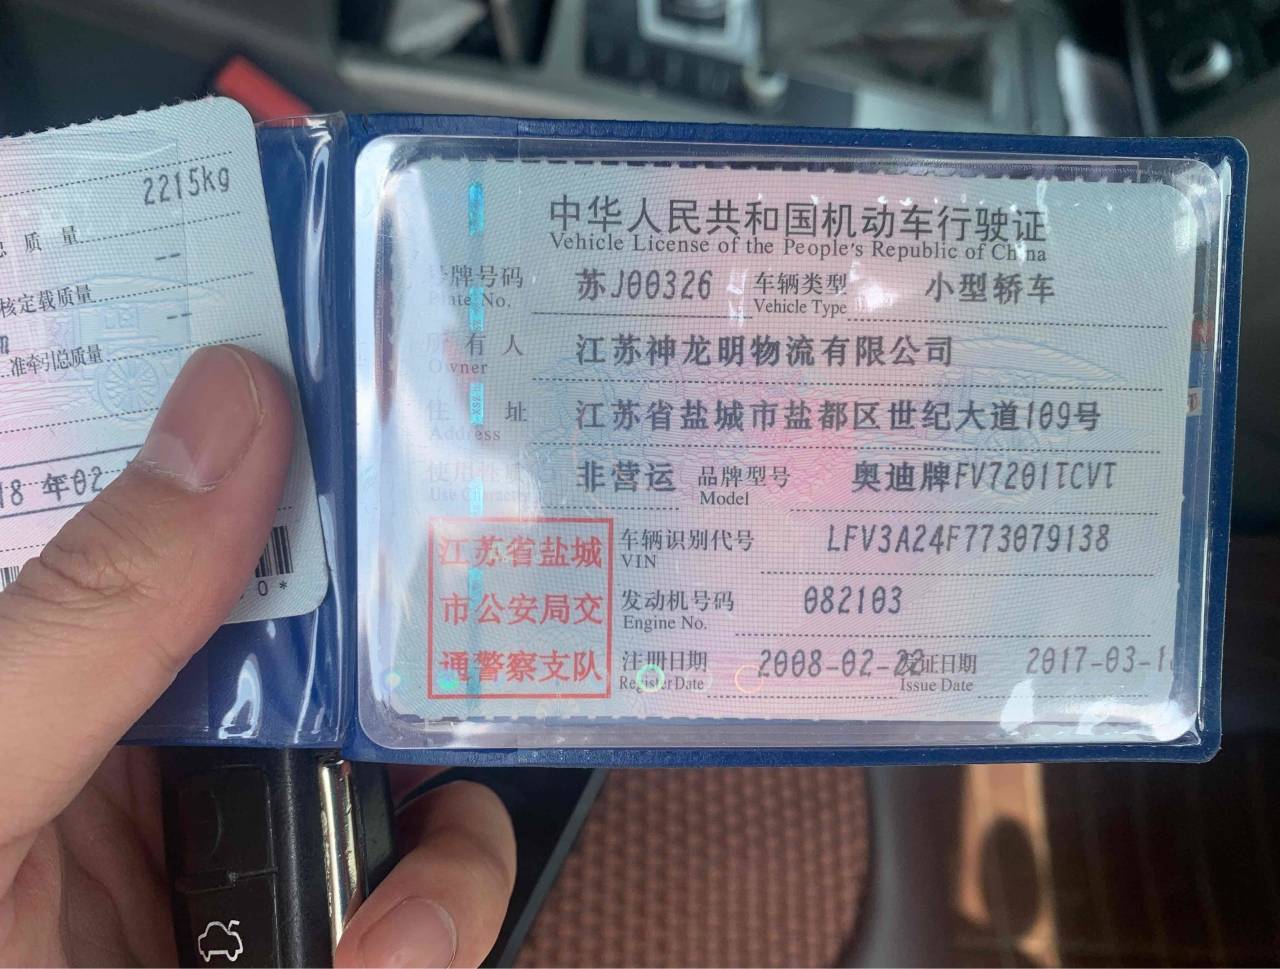 2215kg
总质量
--
核定载质量
--
准牵引总质量
18 年02
0*
中华人民共和国机动车行驶证
Vehicle License of the People's Republic of China
号牌号码 苏J00326 车辆类型 小型轿车
Plate No. Vehicle Type
所有人 江苏神龙明物流有限公司
Owner
住址 江苏省盐城市盐都区世纪大道109号
Address
使用性质 非营运 品牌型号 奥迪牌FV7201TCVT
Use Character Model
江苏省盐城
市公安局交
通警察支队
车辆识别代号 LFV3A24F773079138
VIN
发动机号码 082103
Engine No.
注册日期 2008-02-22 发证日期 2017-03-1
Register Date Issue Date